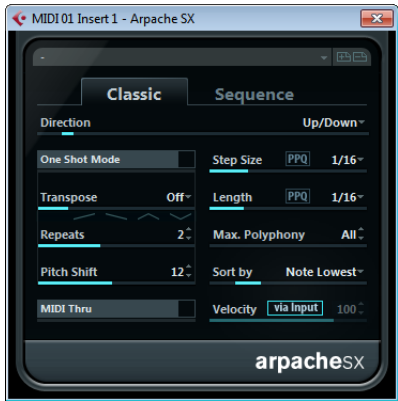 MIDI 01 Insert 1 - Arpache SX
-
Classic Sequence
Direction Up/Down
One Shot Mode Step Size PPQ 1/16
Transpose Off Length PPQ 1/16
Repeats 2 Max. Polyphony All
Pitch Shift 12 Sort by Note Lowest
MIDI Thru Velocity via Input 100
arpacheSX